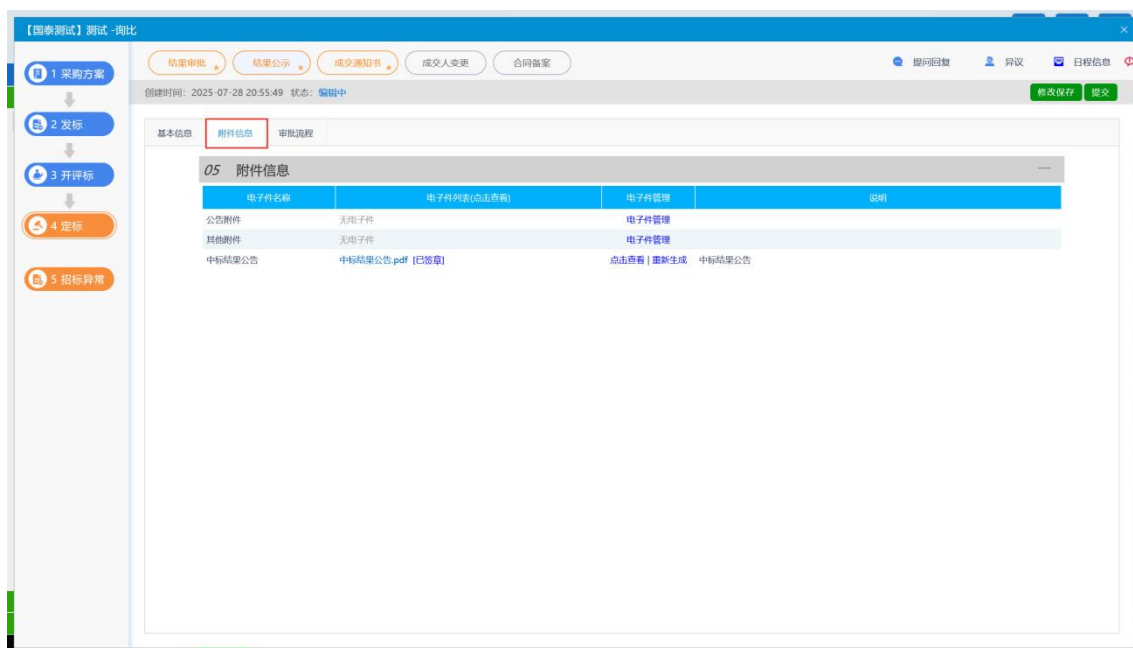 【国泰测试】测试 -询比
×
1 采购方案
2 发标
3 开评标
4 定标
5 招标异常
结果审批 结果公示 成交通知书 成交人变更 合同备案
提问回复 异议 日程信息
创建时间：2025-07-28 20:55:49 状态：编辑中
修改保存 提交
基本信息 附件信息 审批流程
05 附件信息
电子件名称 电子件列表(点击查看) 电子件管理 说明
公告附件 无电子件 电子件管理
其他附件 无电子件 电子件管理
中标结果公告 中标结果公告.pdf [已签章] 点击查看 | 重新生成 中标结果公告